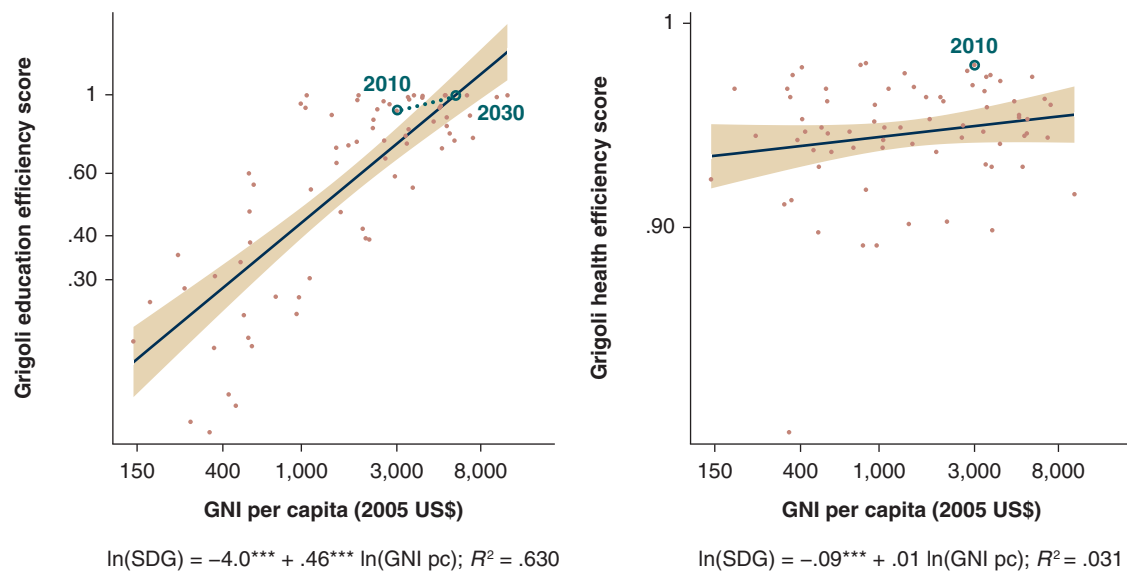 Grigoli education efficiency score
1
.60
.40
.30
2010
2030
150 400 1,000 3,000 8,000
GNI per capita (2005 US$)
ln(SDG) = −4.0*** + .46*** ln(GNI pc); R² = .630
Grigoli health efficiency score
1
.90
2010
150 400 1,000 3,000 8,000
GNI per capita (2005 US$)
ln(SDG) = −.09*** + .01 ln(GNI pc); R² = .031